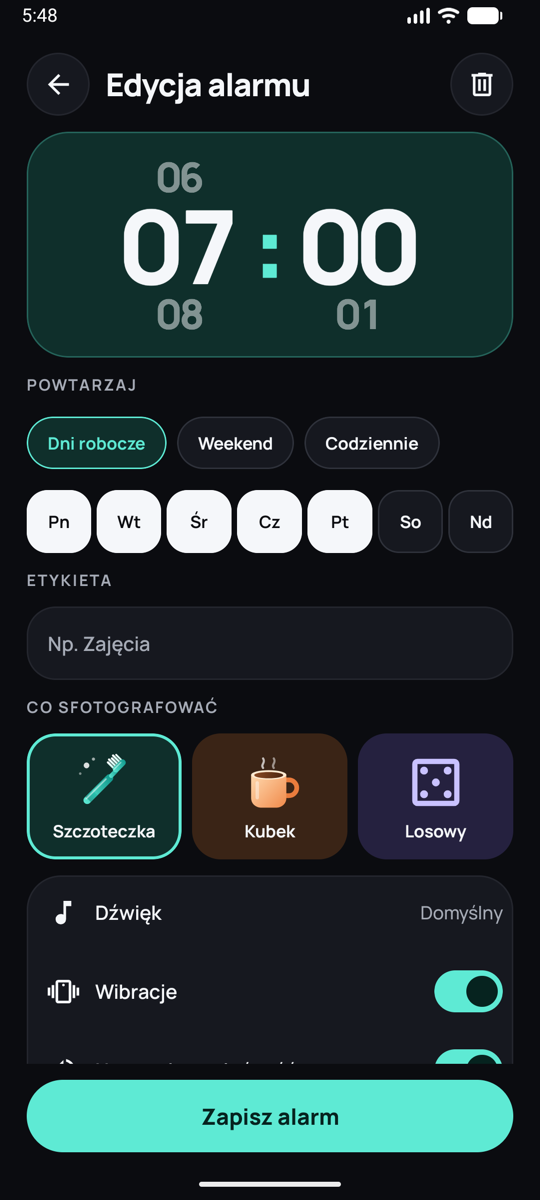 5:48
Edycja alarmu
06
07 : 00
08 01
POWTARZAJ
Dni robocze Weekend Codziennie
Pn Wt Śr Cz Pt So Nd
ETYKIETA
Np. Zajęcia
CO SFOTOGRAFOWAĆ
Szczoteczka Kubek Losowy
Dźwięk Domyślny
Wibracje
Zapisz alarm